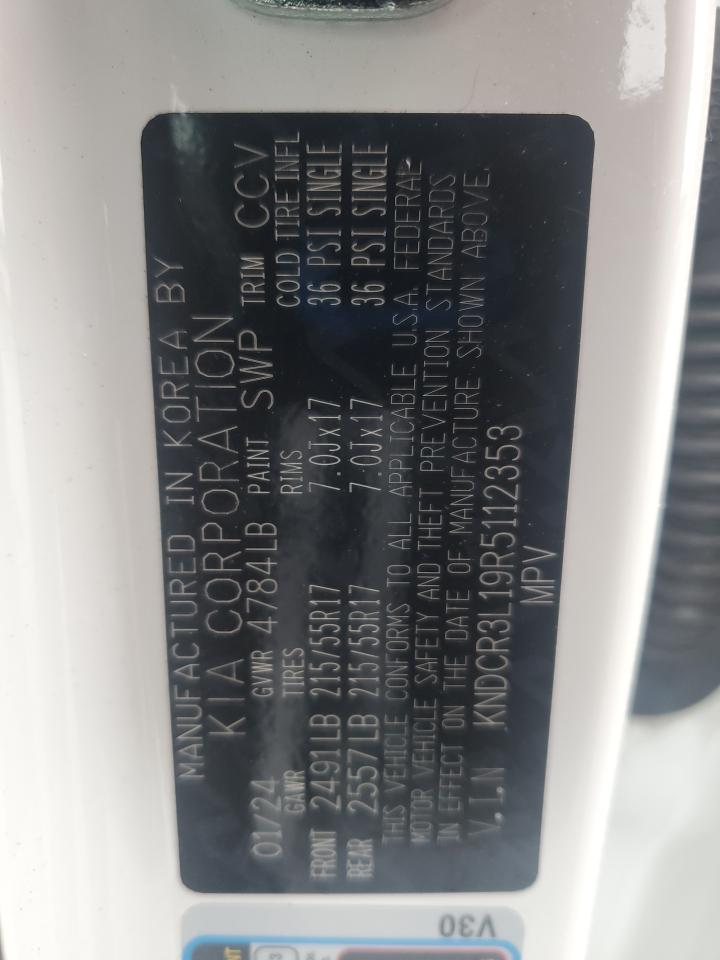 MANUFACTURED IN KOREA BY
KIA CORPORATION
01/24 GVWR 4784LB PAINT SWP TRIM CCV
GAWR TIRES RIMS COLD TIRE INFL
FRONT 2491LB 215/55R17 7.0Jx17 36 PSI SINGLE
REAR 2557LB 215/55R17 7.0Jx17 36 PSI SINGLE
THIS VEHICLE CONFORMS TO ALL APPLICABLE U.S.A. FEDERAL
MOTOR VEHICLE SAFETY AND THEFT PREVENTION STANDARDS
IN EFFECT ON THE DATE OF MANUFACTURE SHOWN ABOVE.
V.I.N KNDCR3L19R5112353
MPV
V30